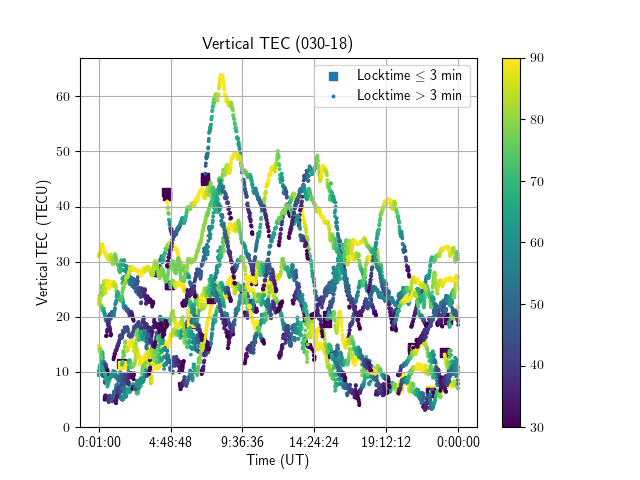 Vertical TEC (030-18)
Locktime ≤ 3 min
Locktime > 3 min
Vertical TEC (TECU)
60
50
40
30
20
10
0
0:01:00 4:48:48 9:36:36 14:24:24 19:12:12 0:00:00
Time (UT)
90
80
70
60
50
40
30